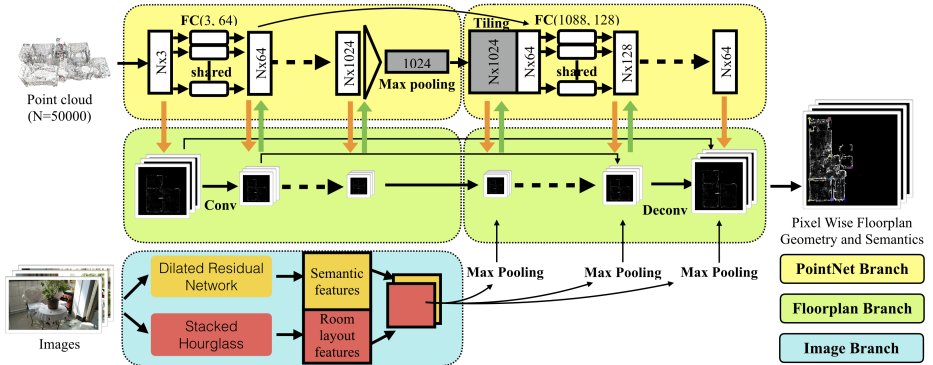 FC(3, 64)
FC(1088, 128)
Tiling
Nx3
shared
Nx64
Nx1024
1024
Max pooling
Nx1024
Nx64
shared
Nx128
Nx64
Point cloud
(N=50000)
Conv
Deconv
Pixel Wise Floorplan
Geometry and Semantics
Max Pooling
Max Pooling
Max Pooling
Dilated Residual
Network
Semantic
features
Stacked
Hourglass
Room
layout
features
Images
PointNet Branch
Floorplan Branch
Image Branch